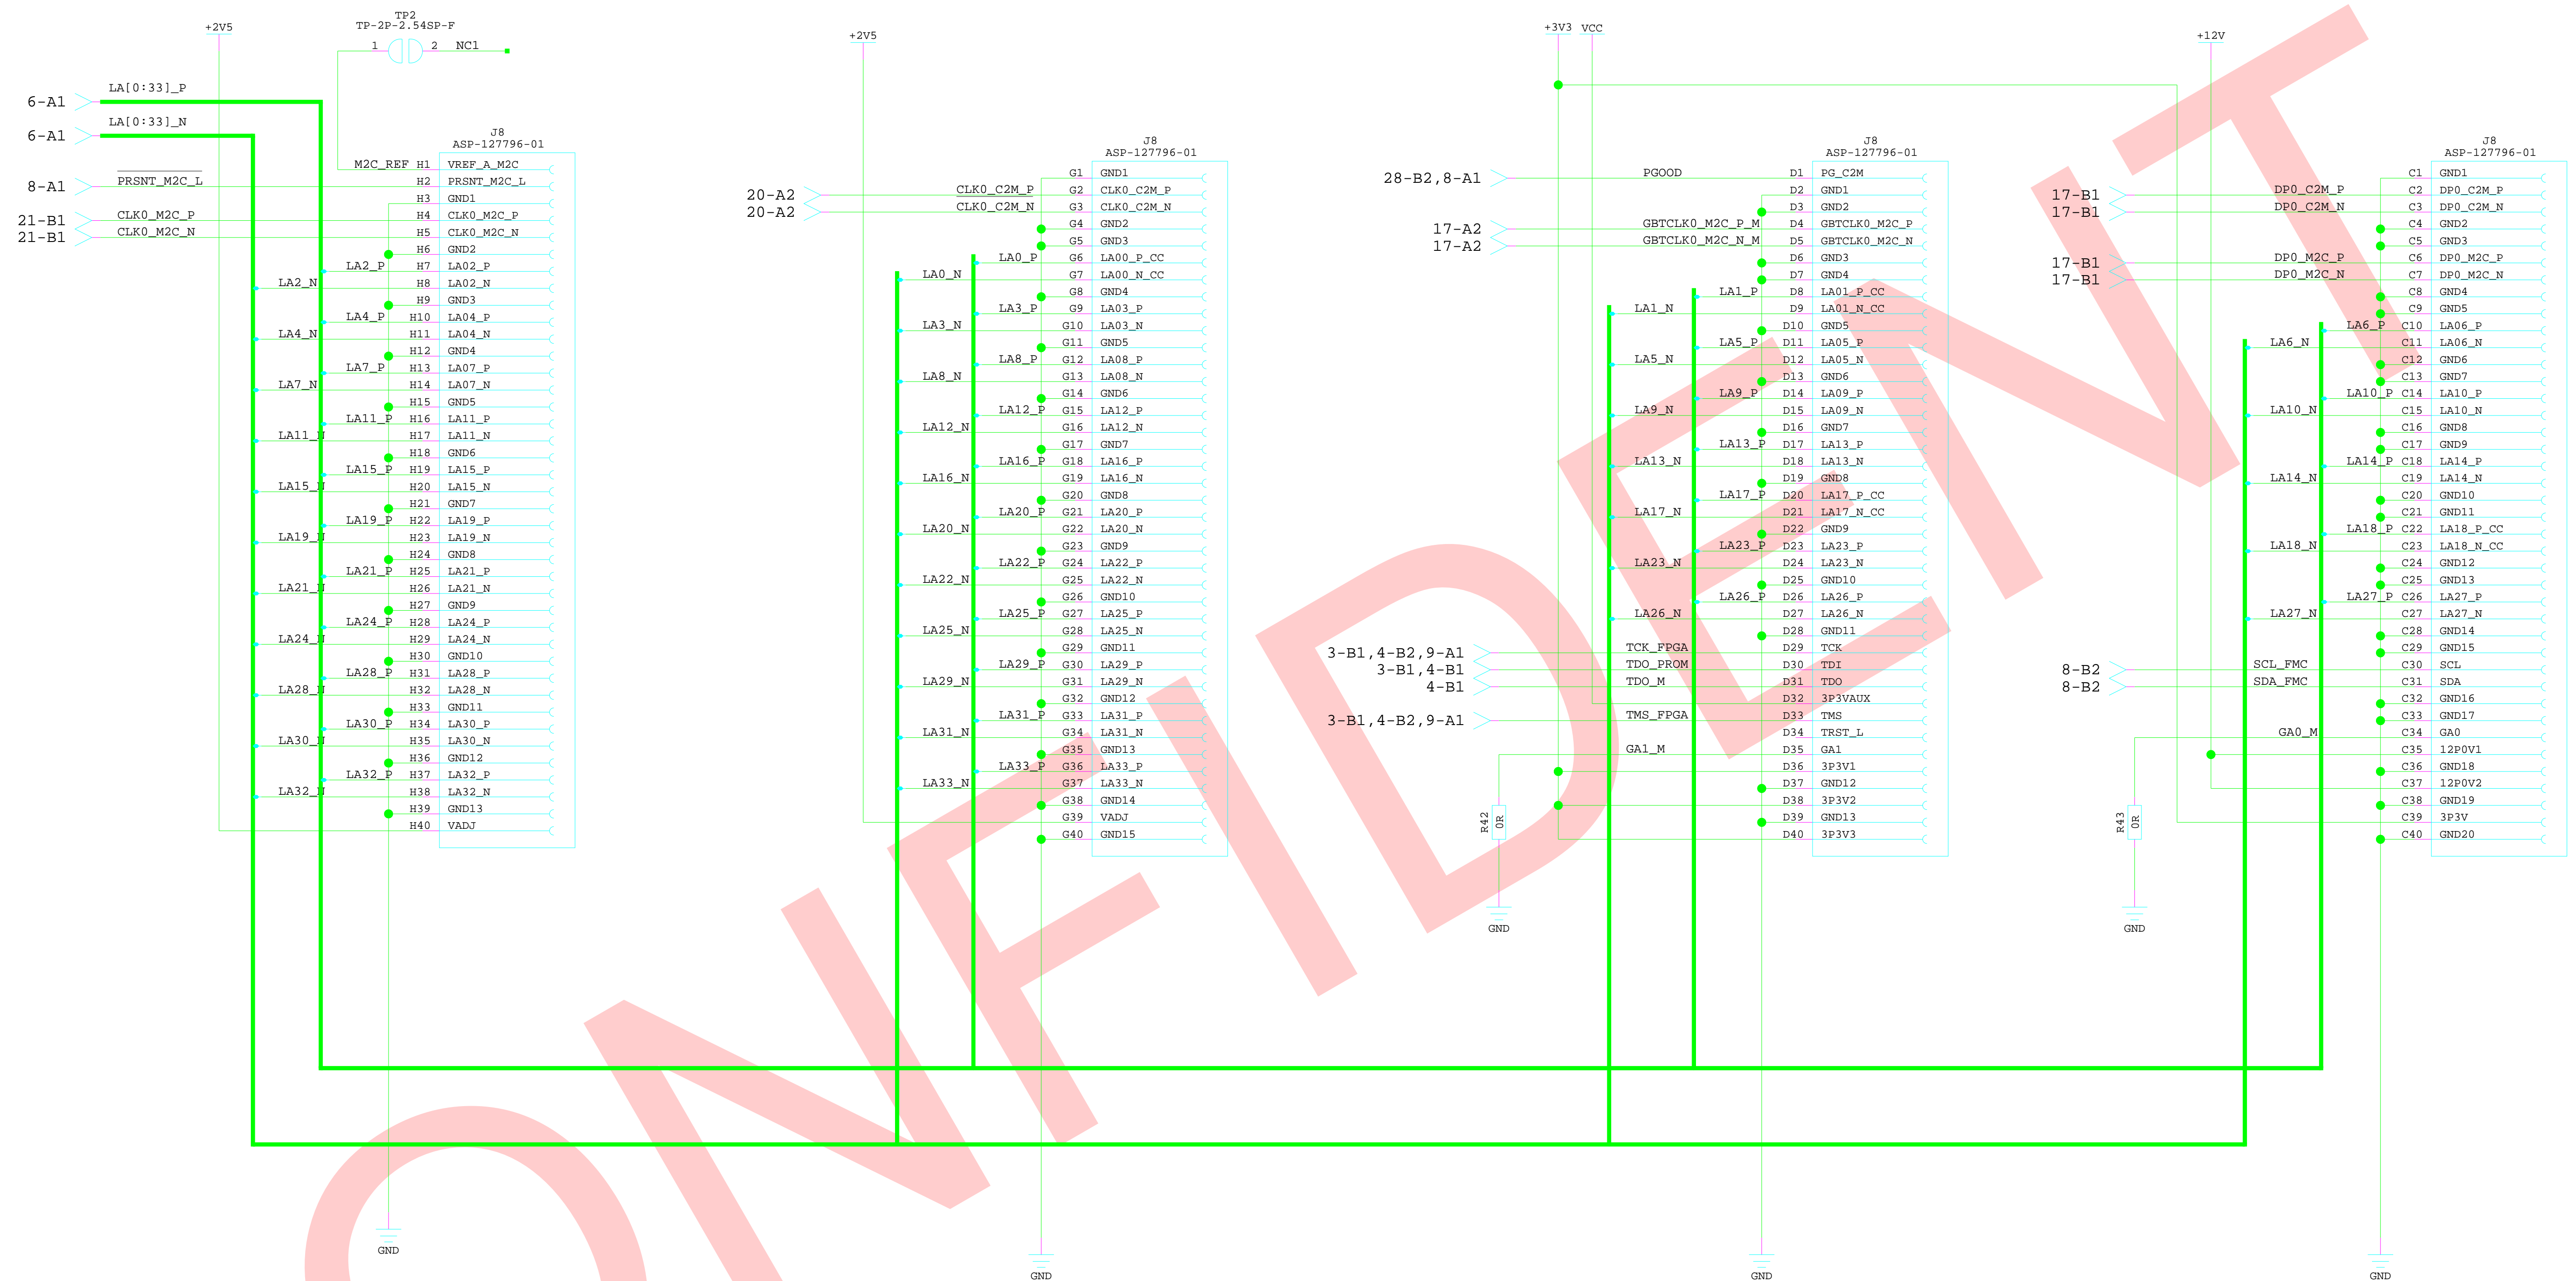 +2V5
TP2
TP-2P-2.54SP-F
1 2 NC1
6-A1 LA[0:33]_P
6-A1 LA[0:33]_N
J8
ASP-127796-01
M2C_REF H1 VREF_A_M2C
8-A1 PRSNT_M2C_L H2 PRSNT_M2C_L
H3 GND1
21-B1 CLK0_M2C_P H4 CLK0_M2C_P
21-B1 CLK0_M2C_N H5 CLK0_M2C_N
H6 GND2
LA2_P H7 LA02_P
LA2_N H8 LA02_N
H9 GND3
LA4_P H10 LA04_P
LA4_N H11 LA04_N
H12 GND4
LA7_P H13 LA07_P
LA7_N H14 LA07_N
H15 GND5
LA11_P H16 LA11_P
LA11_N H17 LA11_N
H18 GND6
LA15_P H19 LA15_P
LA15_N H20 LA15_N
H21 GND7
LA19_P H22 LA19_P
LA19_N H23 LA19_N
H24 GND8
LA21_P H25 LA21_P
LA21_N H26 LA21_N
H27 GND9
LA24_P H28 LA24_P
LA24_N H29 LA24_N
H30 GND10
LA28_P H31 LA28_P
LA28_N H32 LA28_N
H33 GND11
LA30_P H34 LA30_P
LA30_N H35 LA30_N
H36 GND12
LA32_P H37 LA32_P
LA32_N H38 LA32_N
H39 GND13
H40 VADJ
GND
+2V5
J8
ASP-127796-01
G1 GND1
20-A2 CLK0_C2M_P G2 CLK0_C2M_P
20-A2 CLK0_C2M_N G3 CLK0_C2M_N
G4 GND2
G5 GND3
LA0_P G6 LA00_P_CC
LA0_N G7 LA00_N_CC
G8 GND4
LA3_P G9 LA03_P
LA3_N G10 LA03_N
G11 GND5
LA8_P G12 LA08_P
LA8_N G13 LA08_N
G14 GND6
LA12_P G15 LA12_P
LA12_N G16 LA12_N
G17 GND7
LA16_P G18 LA16_P
LA16_N G19 LA16_N
G20 GND8
LA20_P G21 LA20_P
LA20_N G22 LA20_N
G23 GND9
LA22_P G24 LA22_P
LA22_N G25 LA22_N
G26 GND10
LA25_P G27 LA25_P
LA25_N G28 LA25_N
G29 GND11
LA29_P G30 LA29_P
LA29_N G31 LA29_N
G32 GND12
LA31_P G33 LA31_P
LA31_N G34 LA31_N
G35 GND13
LA33_P G36 LA33_P
LA33_N G37 LA33_N
G38 GND14
G39 VADJ
G40 GND15
GND
+3V3 VCC
J8
ASP-127796-01
28-B2,8-A1 PGOOD D1 PG_C2M
D2 GND1
D3 GND2
17-A2 GBTCLK0_M2C_P_M D4 GBTCLK0_M2C_P
17-A2 GBTCLK0_M2C_N_M D5 GBTCLK0_M2C_N
D6 GND3
D7 GND4
LA1_P D8 LA01_P_CC
LA1_N D9 LA01_N_CC
D10 GND5
LA5_P D11 LA05_P
LA5_N D12 LA05_N
D13 GND6
LA9_P D14 LA09_P
LA9_N D15 LA09_N
D16 GND7
LA13_P D17 LA13_P
LA13_N D18 LA13_N
D19 GND8
LA17_P D20 LA17_P_CC
LA17_N D21 LA17_N_CC
D22 GND9
LA23_P D23 LA23_P
LA23_N D24 LA23_N
D25 GND10
LA26_P D26 LA26_P
LA26_N D27 LA26_N
D28 GND11
3-B1,4-B2,9-A1 TCK_FPGA D29 TCK
3-B1,4-B1 TDO_PROM D30 TDI
4-B1 TDO_M D31 TDO
D32 3P3VAUX
3-B1,4-B2,9-A1 TMS_FPGA D33 TMS
D34 TRST_L
GA1_M D35 GA1
D36 3P3V1
D37 GND12
D38 3P3V2
D39 GND13
D40 3P3V3
R42 0R
GND
GND
+12V
J8
ASP-127796-01
C1 GND1
17-B1 DP0_C2M_P C2 DP0_C2M_P
17-B1 DP0_C2M_N C3 DP0_C2M_N
C4 GND2
C5 GND3
17-B1 DP0_M2C_P C6 DP0_M2C_P
17-B1 DP0_M2C_N C7 DP0_M2C_N
C8 GND4
C9 GND5
LA6_P C10 LA06_P
LA6_N C11 LA06_N
C12 GND6
C13 GND7
LA10_P C14 LA10_P
LA10_N C15 LA10_N
C16 GND8
C17 GND9
LA14_P C18 LA14_P
LA14_N C19 LA14_N
C20 GND10
C21 GND11
LA18_P C22 LA18_P_CC
LA18_N C23 LA18_N_CC
C24 GND12
C25 GND13
LA27_P C26 LA27_P
LA27_N C27 LA27_N
C28 GND14
C29 GND15
8-B2 SCL_FMC C30 SCL
8-B2 SDA_FMC C31 SDA
C32 GND16
C33 GND17
GA0_M C34 GA0
C35 12P0V1
C36 GND18
C37 12P0V2
C38 GND19
C39 3P3V
C40 GND20
R43 0R
GND
GND
ONFIDENT